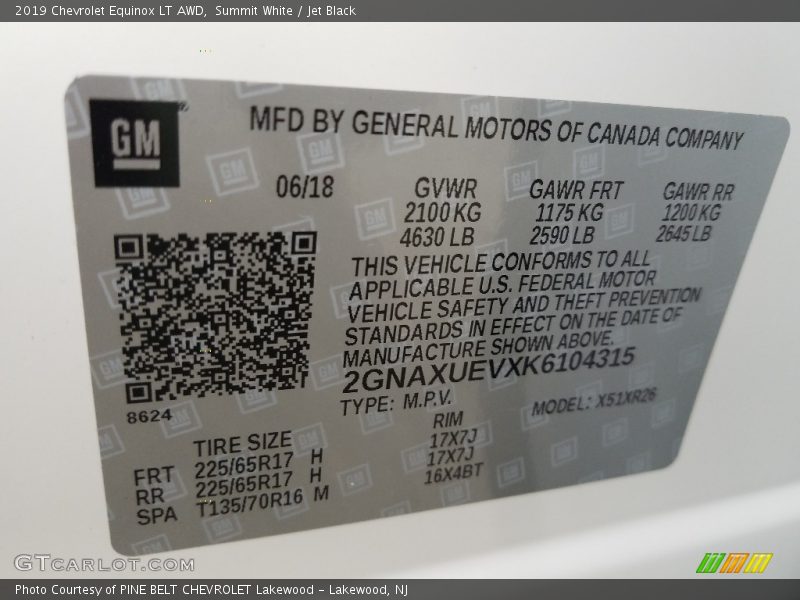 2019 Chevrolet Equinox LT AWD, Summit White / Jet Black
GM
MFD BY GENERAL MOTORS OF CANADA COMPANY
06/18 GVWR GAWR FRT GAWR RR
2100 KG 1175 KG 1200 KG
4630 LB 2590 LB 2645 LB
THIS VEHICLE CONFORMS TO ALL
APPLICABLE U.S. FEDERAL MOTOR
VEHICLE SAFETY AND THEFT PREVENTION
STANDARDS IN EFFECT ON THE DATE OF
MANUFACTURE SHOWN ABOVE.
2GNAXUEVXK6104315
8624
TYPE: M.P.V. MODEL: X51XR26
TIRE SIZE RIM
FRT 225/65R17 H 17X7J
RR 225/65R17 H 17X7J
SPA T135/70R16 M 16X4BT
GTCARLOT.COM
Photo Courtesy of PINE BELT CHEVROLET Lakewood - Lakewood, NJ